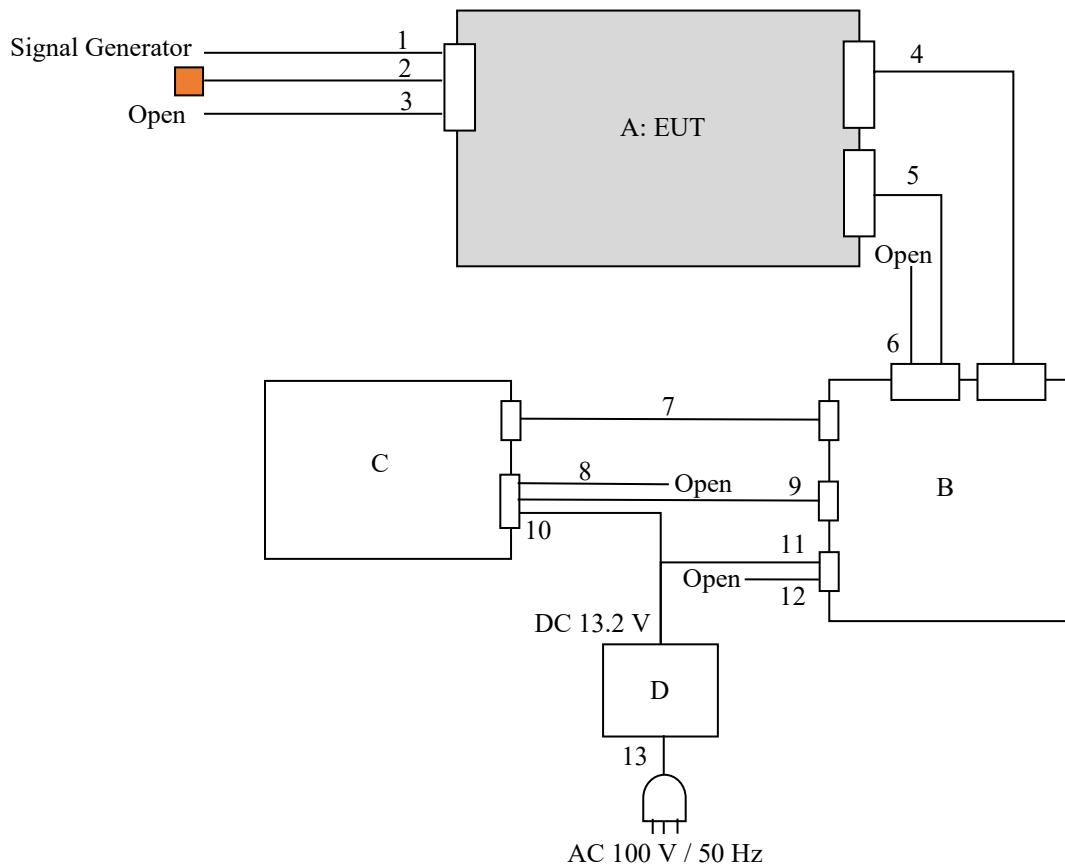 Signal Generator
1
2
Open
3
A: EUT
4
5
Open
6
7
C
8
Open
9
B
10
11
Open
12
DC 13.2 V
D
13
AC 100 V / 50 Hz